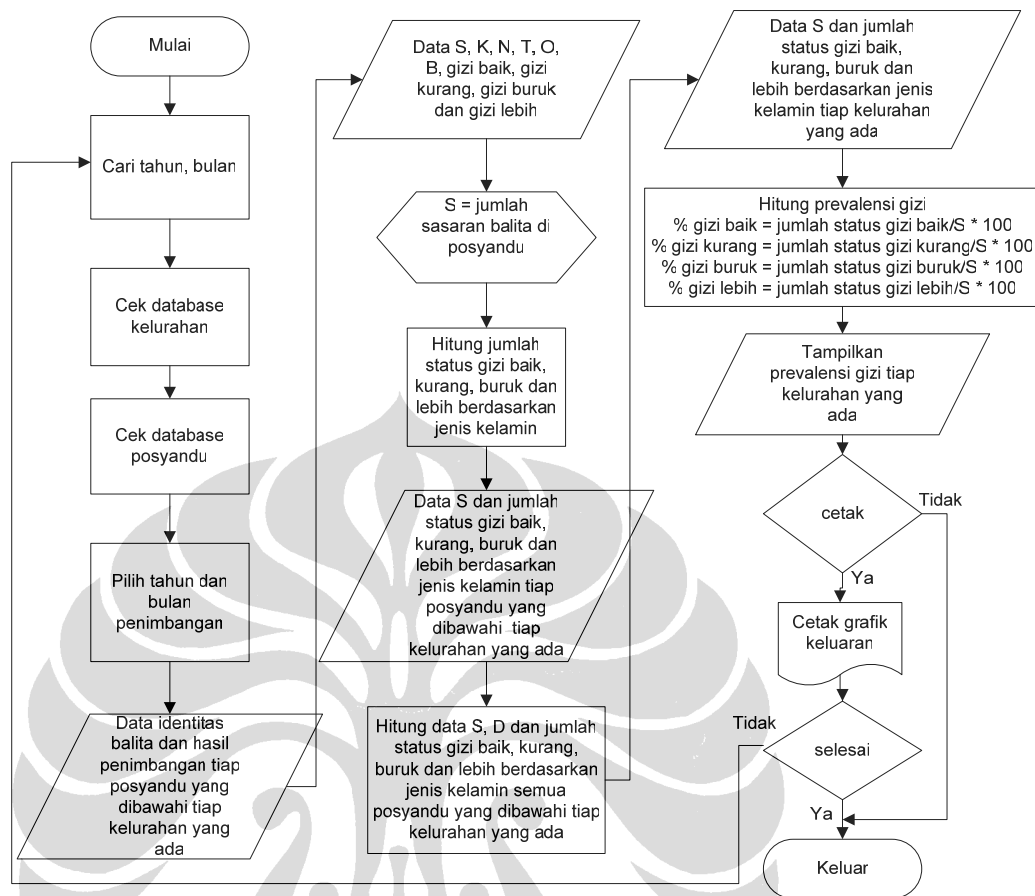 Mulai
Cari tahun, bulan
Cek database
kelurahan
Cek database
posyandu
Pilih tahun dan
bulan
penimbangan
Data identitas
balita dan hasil
penimbangan tiap
posyandu yang
dibawahi tiap
kelurahan yang
ada
Data S, K, N, T, O,
B, gizi baik, gizi
kurang, gizi buruk
dan gizi lebih
S = jumlah
sasaran balita di
posyandu
Hitung jumlah
status gizi baik,
kurang, buruk dan
lebih berdasarkan
jenis kelamin
Data S dan jumlah
status gizi baik,
kurang, buruk dan
lebih berdasarkan
jenis kelamin tiap
posyandu yang
dibawahi tiap
kelurahan yang ada
Hitung data S, D dan jumlah
status gizi baik, kurang,
buruk dan lebih berdasarkan
jenis kelamin semua
posyandu yang dibawahi tiap
kelurahan yang ada
Data S dan jumlah
status gizi baik,
kurang, buruk dan
lebih berdasarkan jenis
kelamin tiap kelurahan
yang ada
Hitung prevalensi gizi
% gizi baik = jumlah status gizi baik/S * 100
% gizi kurang = jumlah status gizi kurang/S * 100
% gizi buruk = jumlah status gizi buruk/S * 100
% gizi lebih = jumlah status gizi lebih/S * 100
Tampilkan
prevalensi gizi tiap
kelurahan yang
ada
cetak
Tidak
Ya
Cetak grafik
keluaran
Tidak
selesai
Ya
Keluar